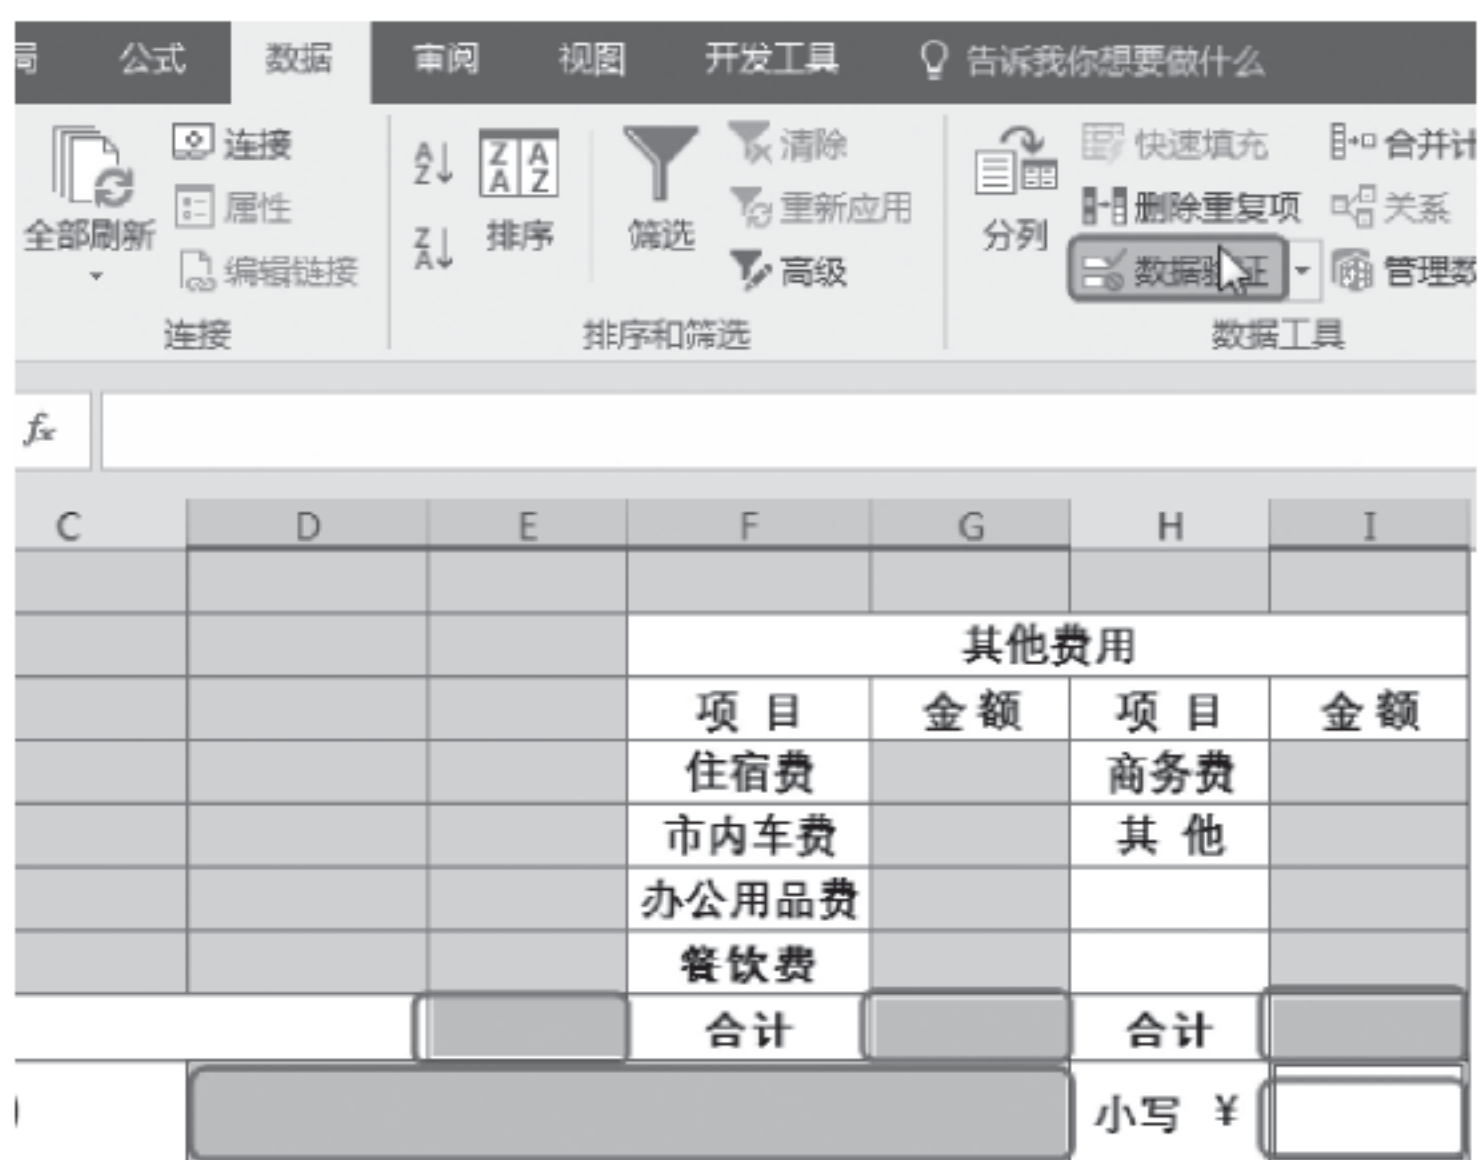 局 公式 数据 审阅 视图 开发工具 告诉我你想要做什么
连接 清除 快速填充 合并计
属性 重新应用 删除重复项 关系
全部刷新 排序 筛选 分列
编辑链接 高级 数据验证 管理数
连接 排序和筛选 数据工具
fx
C D E F G H I
其他费用
项 目 金 额 项 目 金 额
住宿费 商务费
市内车费 其 他
办公用品费
餐饮费
合计 合计
) 小写 ¥